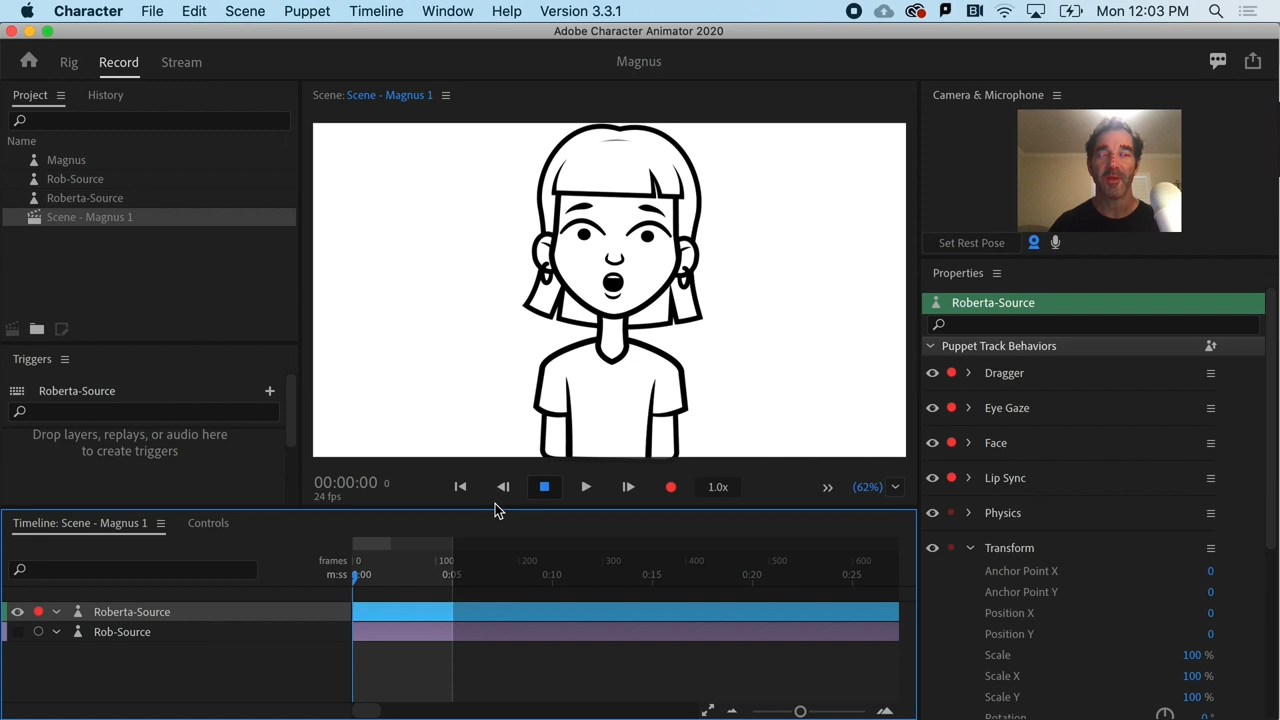 Character File Edit Scene Puppet Timeline Window Help Version 3.3.1 Mon 12:03 PM
Adobe Character Animator 2020
Rig Record Stream Magnus
Project History
Name
Magnus
Rob-Source
Roberta-Source
Scene - Magnus 1
Triggers
Roberta-Source +
Drop layers, replays, or audio here
to create triggers
Scene: Scene - Magnus 1
00:00:00 0
24 fps
1.0x
(62%)
Camera & Microphone
Set Rest Pose
Properties
Roberta-Source
Puppet Track Behaviors
Dragger
Eye Gaze
Face
Lip Sync
Physics
Transform
Anchor Point X 0
Anchor Point Y 0
Position X 0
Position Y 0
Scale 100 %
Scale X 100 %
Scale Y 100 %
Rotation 0 °
Timeline: Scene - Magnus 1 Controls
frames 0 100 200 300 400 500 600
m:ss 0:00 0:05 0:10 0:15 0:20 0:25
Roberta-Source
Rob-Source